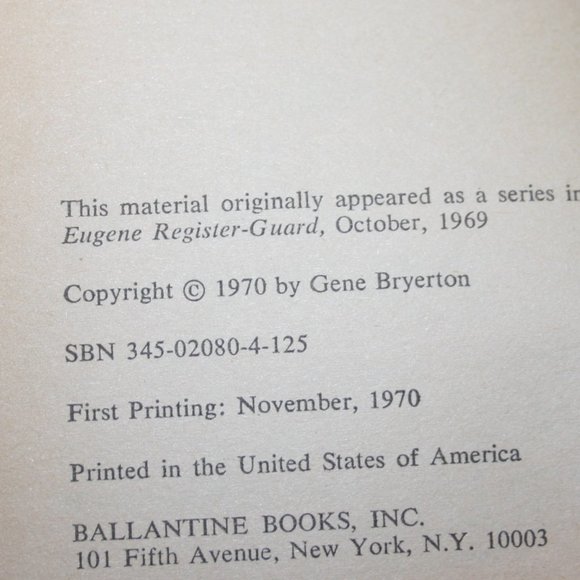 This material originally appeared as a series in
Eugene Register-Guard, October, 1969
Copyright © 1970 by Gene Bryerton
SBN 345-02080-4-125
First Printing: November, 1970
Printed in the United States of America
BALLANTINE BOOKS, INC.
101 Fifth Avenue, New York, N.Y. 10003